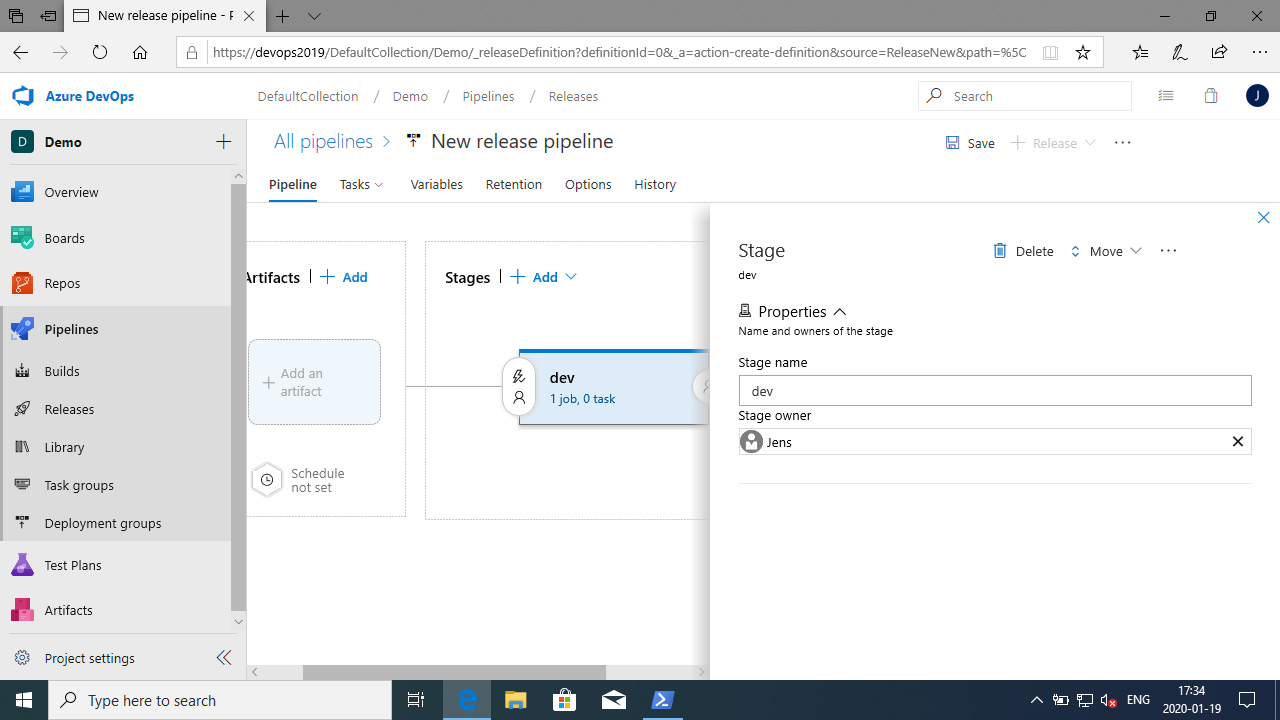 New release pipeline - P
https://devops2019/DefaultCollection/Demo/_releaseDefinition?definitionId=0&_a=action-create-definition&source=ReleaseNew&path=%5C
Azure DevOps
DefaultCollection / Demo / Pipelines / Releases
Search
J
D Demo
All pipelines > New release pipeline
Save
Release
Pipeline Tasks Variables Retention Options History
Overview
Boards
Repos
Pipelines
Builds
Releases
Library
Task groups
Deployment groups
Test Plans
Artifacts
Project settings
Artifacts | + Add
Stages | + Add
Add an
artifact
Schedule
not set
dev
1 job, 0 task
Stage
dev
Delete
Move
Properties
Name and owners of the stage
Stage name
dev
Stage owner
Jens
Type here to search
ENG
17:34
2020-01-19